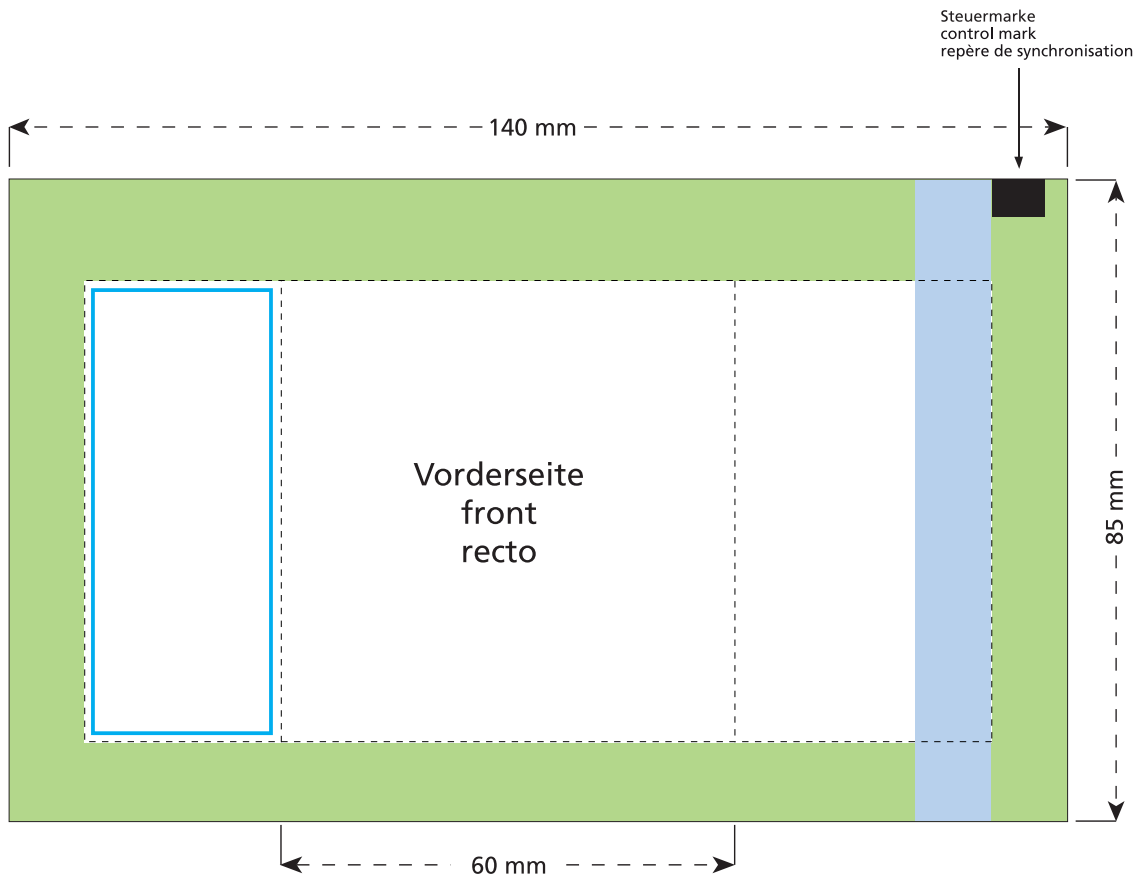 Steuermarke
control mark
repère de synchronisation
140 mm
Vorderseite
front
recto
85 mm
60 mm